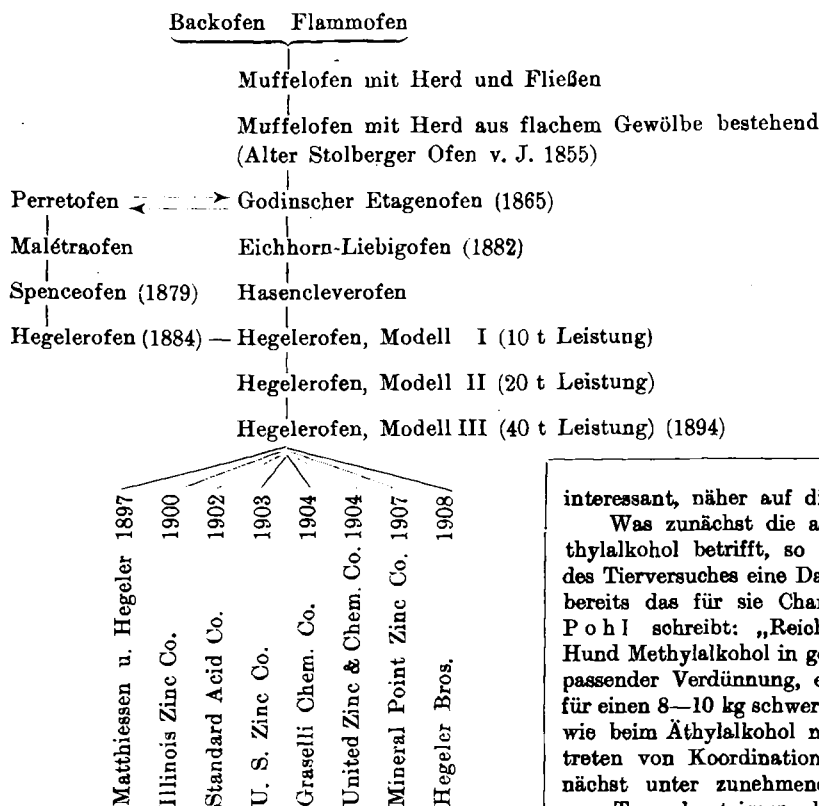 Backofen Flammofen
Muffelofen mit Herd und Fließen
Muffelofen mit Herd aus flachem Gewölbe bestehend
(Alter Stolberger Ofen v. J. 1855)
Perretofen Godinscher Etagenofen (1865)
Malétraofen Eichhorn-Liebigofen (1882)
Spenceofen (1879) Hasencleverofen
Hegelerofen (1884) — Hegelerofen, Modell I (10 t Leistung)
Hegelerofen, Modell II (20 t Leistung)
Hegelerofen, Modell III (40 t Leistung) (1894)
Matthiessen u. Hegeler 1897
Illinois Zinc Co. 1900
Standard Acid Co. 1902
U. S. Zinc Co. 1903
Graselli Chem. Co. 1904
United Zinc & Chem. Co. 1904
Mineral Point Zinc Co. 1907
Hegeler Bros. 1908
interessant, näher auf di
Was zunächst die a
thylalkohol betrifft, so
des Tierversuches eine Da
bereits das für sie Char
Pohl schreibt: „Reich
Hund Methylalkohol in ge
passender Verdünnung, e
für einen 8—10 kg schwer
wie beim Äthylalkohol n
treten von Koordination
nächst unter zunehmend